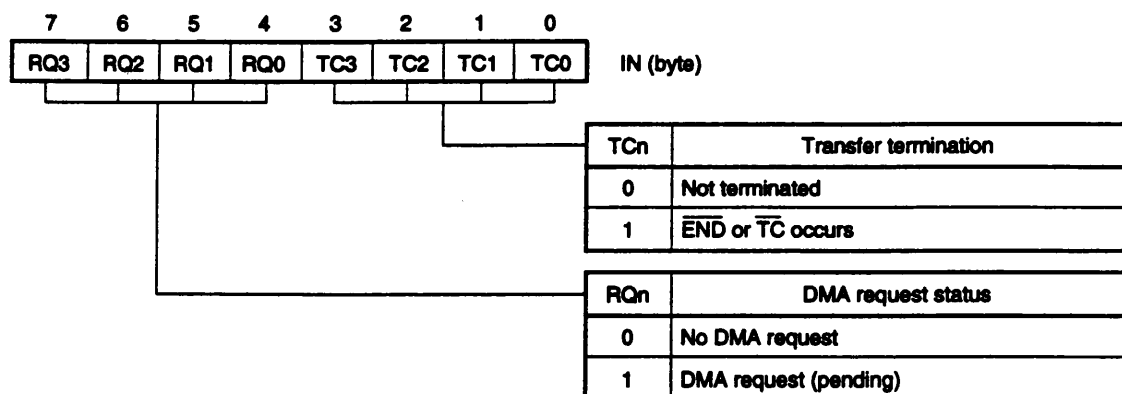 7 6 5 4 3 2 1 0
RQ3 RQ2 RQ1 RQ0 TC3 TC2 TC1 TC0 IN (byte)
TCn Transfer termination
0 Not terminated
1 E̅N̅D̅ or T̅C̅ occurs
RQn DMA request status
0 No DMA request
1 DMA request (pending)